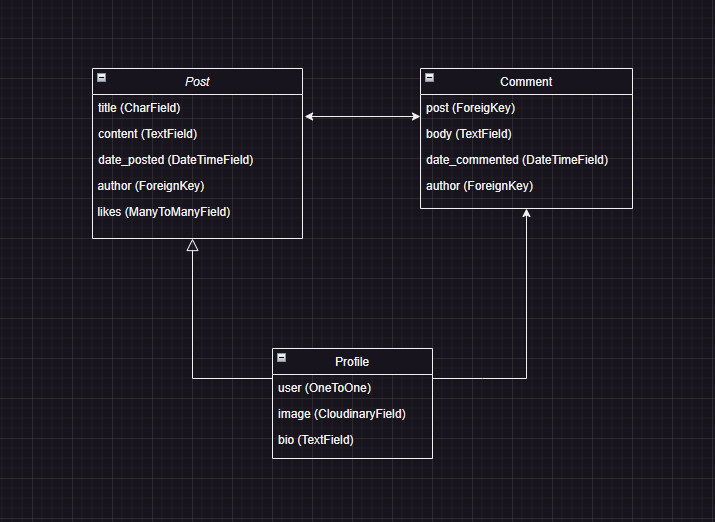 Post
title (CharField)
content (TextField)
date_posted (DateTimeField)
author (ForeignKey)
likes (ManyToManyField)
Comment
post (ForeigKey)
body (TextField)
date_commented (DateTimeField)
author (ForeignKey)
Profile
user (OneToOne)
image (CloudinaryField)
bio (TextField)